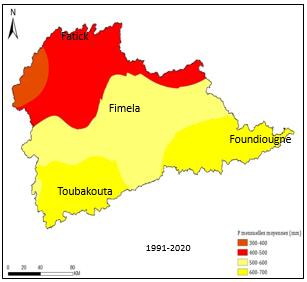 N
Fatick
Fimela
Foundiougne
Toubakouta
P mensuelles moyennes (mm)
300-400
400-500
500-600
600-700
1991-2020
0 20 40 80
KM